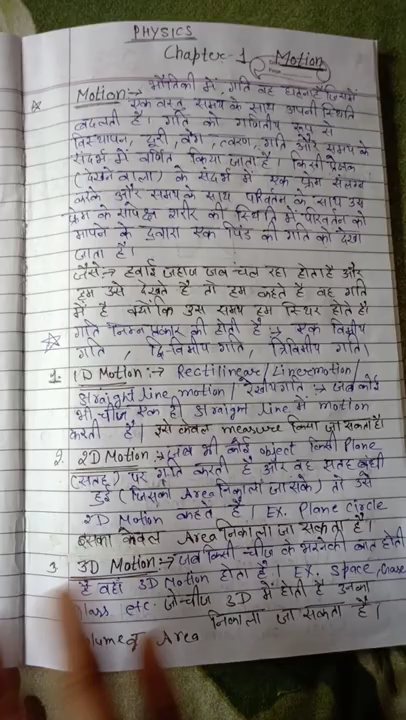 PHYSICS
Chapter-1 Motion
Motion:→ भौतिकी में, गति वह घटना है जिसमें
एक वस्तु समय के साथ अपनी स्थिति
बदलती है। गति को गणितीय रूप से
विस्थापन, दूरी, वेग, त्वरण, गति और समय के
संदर्भ में वर्णित किया जाता है। किसी प्रेक्षक
(देखने वाला) के संदर्भ में एक फ्रेम संलग्न
करके और समय के साथ परिवर्तन के साथ उस
फ्रेम के सापेक्ष शरीर की स्थिति में परिवर्तन को
मापने के द्वारा एक पिंड की गति को देखा
जाता है।
जैसे:→ हवाई जहाज जब चल रहा होता है और
हम उसे देखते है तो हम कहते है वह गति
में है क्योंकि उस समय हम स्थिर होते है।
गति निम्न प्रकार की होती है:→ एक विमीय
गति, द्वि-विमीय गति, त्रिविमीय गति।
1. 1D Motion:→ Rectilinear/Linermotion/
Straight line motion/रेखीय गति:→ जब कोई
भी चीज एक ही straight line में motion
करती है। उसे केवल measure किया जा सकता है।
2. 2D Motion:→ जब भी कोई object किसी Plane
(सतह) पर गति करती है और वह सतह बंधी
हुई (जिसका Area निकाला जा सके) तो उसे
2D Motion कहते है। EX. Plane Circle
इसका केवल Area निकाला जा सकता है।
3. 3D Motion:→ जब किसी चीज के भरने की बात होती
है वहाँ 3D Motion होता है। EX. Space,
Glass etc. जो चीज 3D में होती है उनका
निकाला जा सकता है।
Area